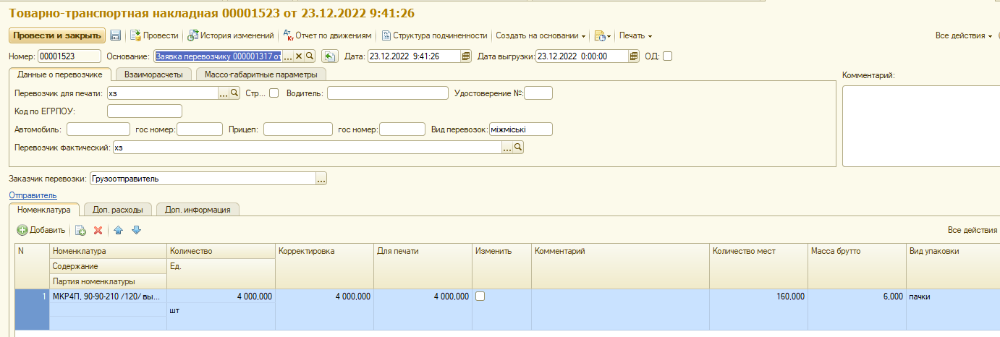 Товарно-транспортная накладная 00001523 от 23.12.2022 9:41:26
Провести и закрыть Провести История изменений Дт Кт Отчет по движениям Структура подчиненности Создать на основании Печать Все действия
Номер: 00001523 Основание: Заявка перевозчику 000001317 от ... Дата: 23.12.2022 9:41:26 Дата выгрузки: 23.12.2022 0:00:00 ОД:
Данные о перевозчике Взаиморасчеты Массо-габаритные параметры Комментарий:
Перевозчик для печати: хз ... Стр... Водитель: Удостоверение №:
Код по ЕГРПОУ:
Автомобиль: гос номер: Прицеп: гос номер: Вид перевозок: міжміські
Перевозчик фактический: хз ...
Заказчик перевозки: Грузоотправитель ...
Отправитель
Номенклатура Доп. расходы Доп. информация
Добавить Все действия
N Номенклатура Количество Корректировка Для печати Изменить Комментарий Количество мест Масса брутто Вид упаковки
Содержание Ед.
Партия номенклатуры
1 МКР4П, 90-90-210 /120/ вы... 4 000,000 4 000,000 4 000,000 160,000 6,000 пачки
шт